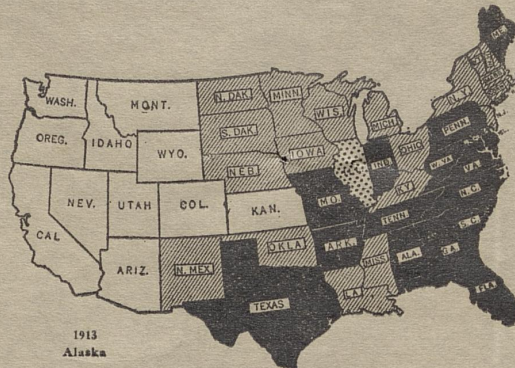 WASH.
MONT.
N. DAK.
MINN.
ME.
OREG.
IDAHO
S. DAK.
WIS.
MICH.
N.Y.
WYO.
IOWA
PENN.
N.J.
NEV.
UTAH
COL.
NEB.
IND.
OHIO
W. VA
VA.
CAL
KAN.
MO.
KY.
N.C.
ARIZ.
N. MEX.
OKLA.
ARK.
TENN.
S. C.
TEXAS
LA.
MISS
ALA.
GA.
FLA.
1913
Alaska